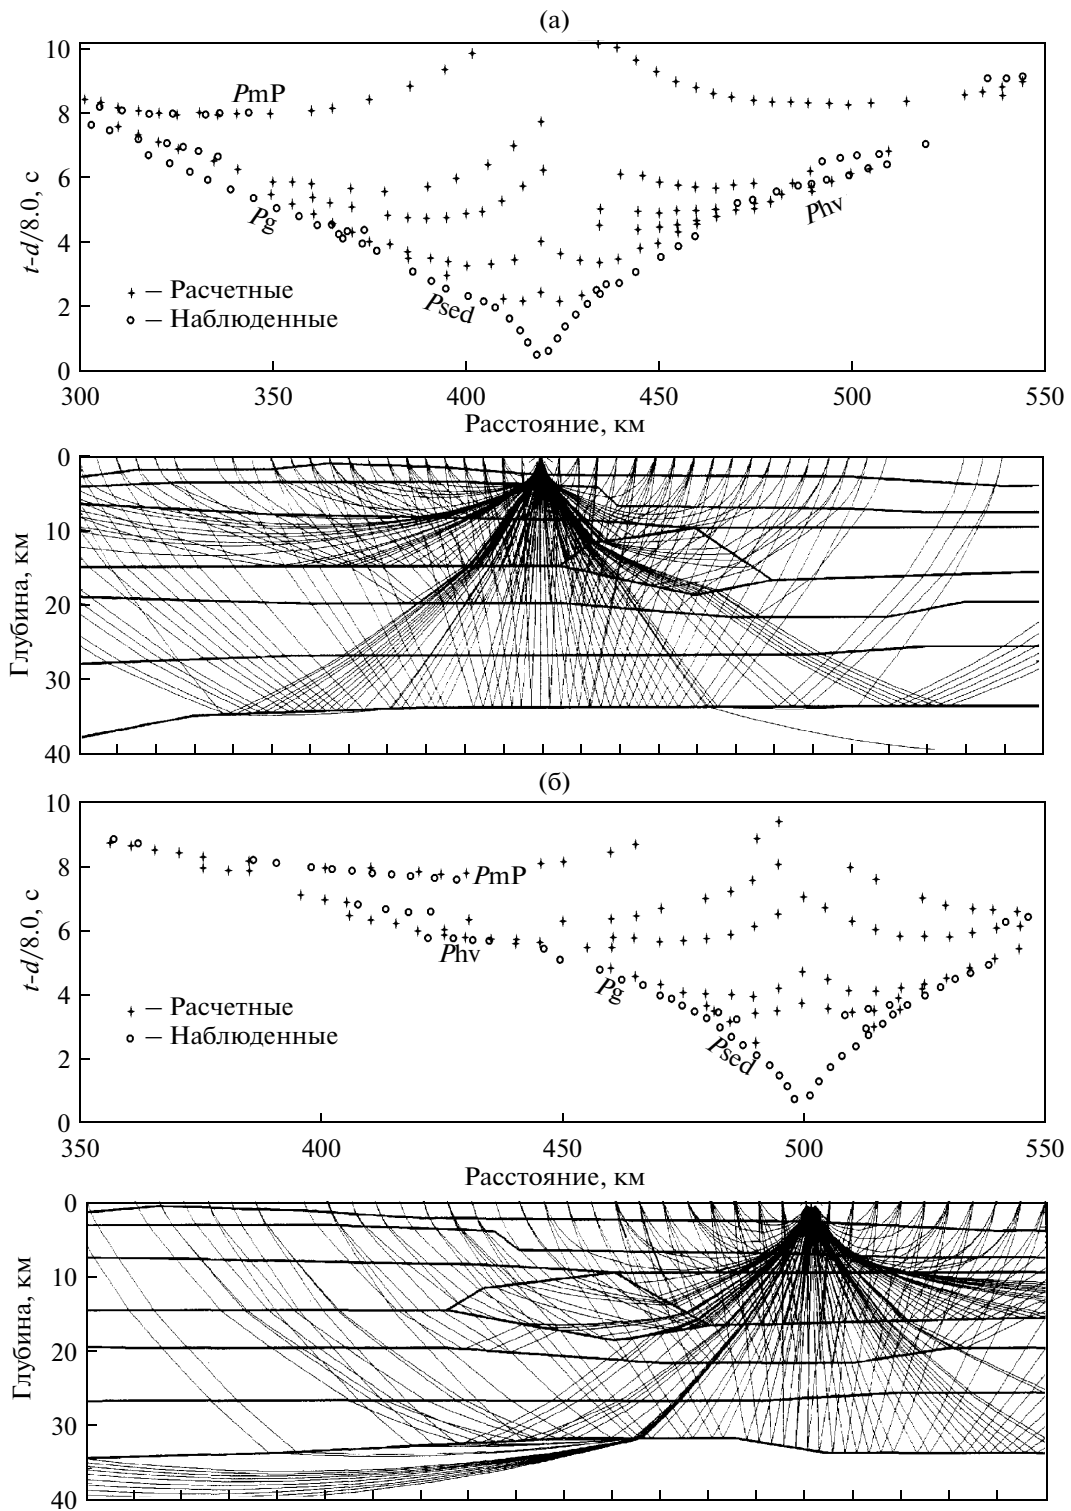 (а)
10
8
6
4
2
0
t-d/8.0, с
PmP
Pg
Psed
Phv
– Расчетные
– Наблюденные
300 350 400 450 500 550
Расстояние, км
0
10
20
30
40
Глубина, км
(б)
10
8
6
4
2
0
t-d/8.0, с
PmP
Phv
Pg
Psed
– Расчетные
– Наблюденные
350 400 450 500 550
Расстояние, км
0
10
20
30
40
Глубина, км